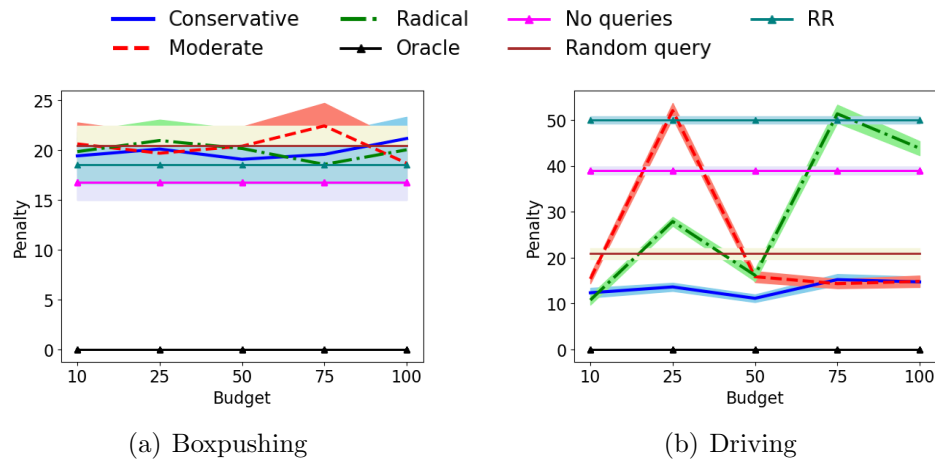 Conservative Radical No queries RR
Moderate Oracle Random query
25
20
15
10
5
0
Penalty
10 25 50 75 100
Budget
(a) Boxpushing
50
40
30
20
10
0
Penalty
10 25 50 75 100
Budget
(b) Driving